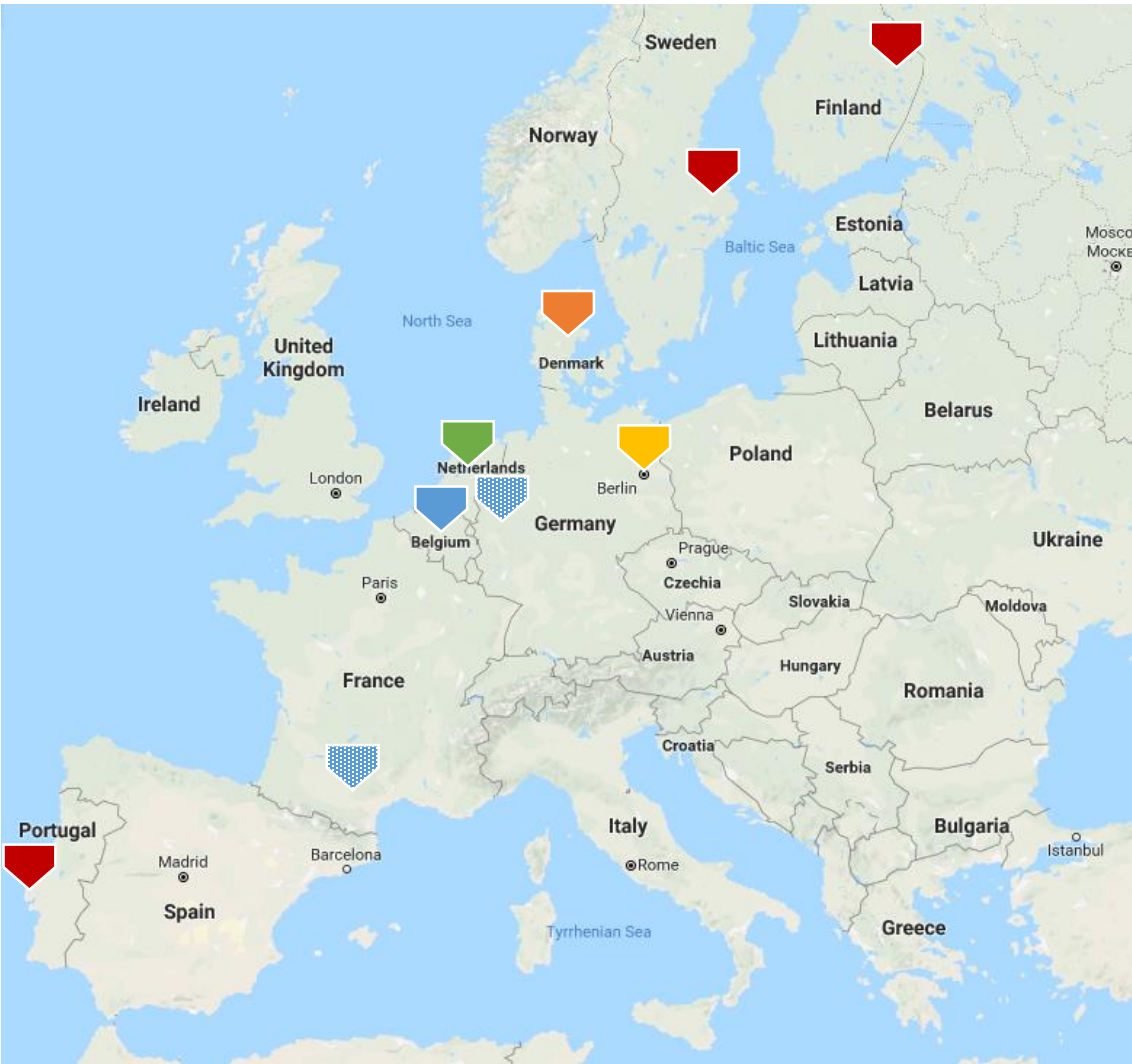 Sweden
Finland
Norway
Estonia
Mosco
Москв
Baltic Sea
Latvia
North Sea
Lithuania
United
Kingdom
Denmark
Ireland
Belarus
Poland
Netherlands
London
Berlin
Germany
Belgium
Ukraine
Prague
Paris
Czechia
Slovakia
Moldova
Vienna
Austria
Hungary
France
Romania
Croatia
Serbia
Portugal
Italy
Bulgaria
Istanbul
Barcelona
Madrid
Rome
Spain
Greece
Tyrrhenian Sea